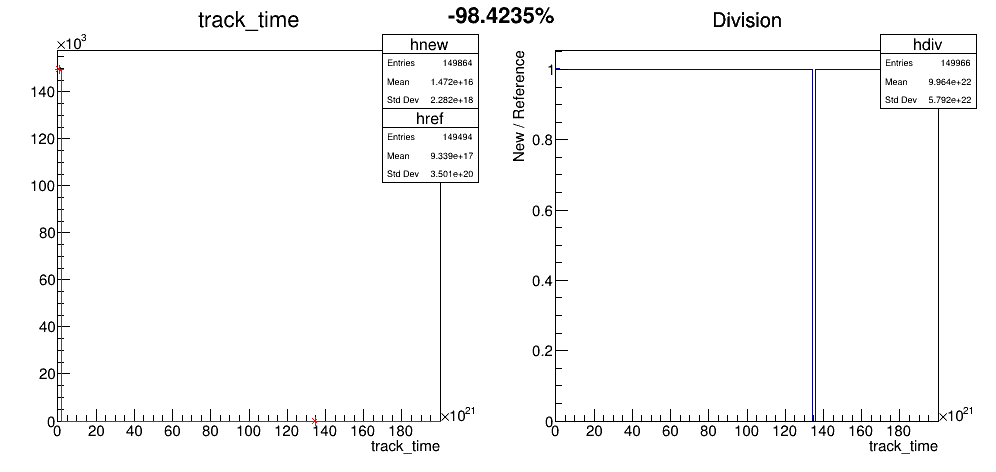 -98.4235%
track_time
×10³
hnew
Entries 149864
Mean 1.472e+16
Std Dev 2.282e+18
href
Entries 149494
Mean 9.339e+17
Std Dev 3.501e+20
140
120
100
80
60
40
20
0
0 20 40 60 80 100 120 140 160 180
×10²¹
track_time
Division
hdiv
Entries 149966
Mean 9.964e+22
Std Dev 5.792e+22
New / Reference
1
0.8
0.6
0.4
0.2
0
0 20 40 60 80 100 120 140 160 180
×10²¹
track_time